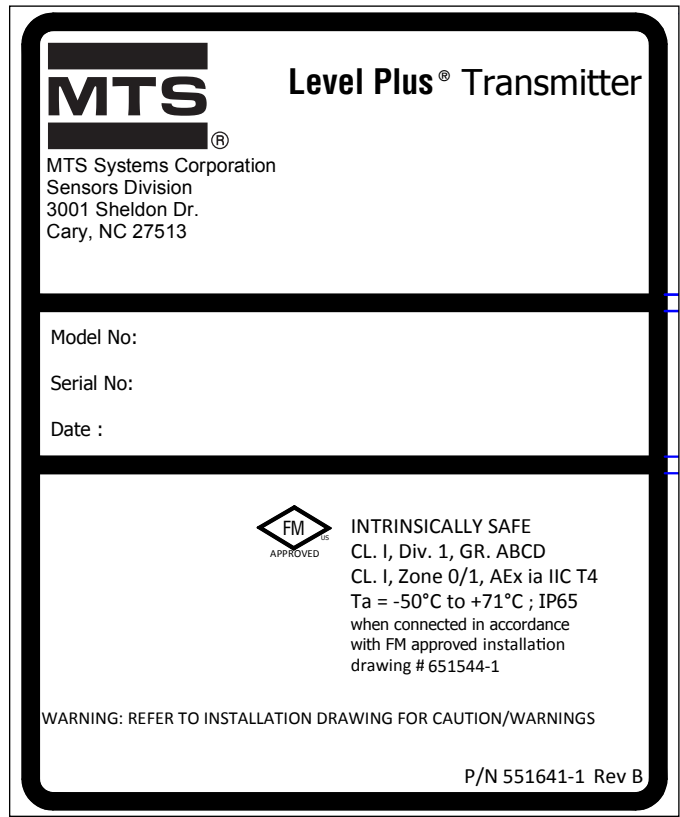 MTS®
Level Plus® Transmitter
MTS Systems Corporation
Sensors Division
3001 Sheldon Dr.
Cary, NC 27513
Model No:
Serial No:
Date :
FM
US
APPROVED
INTRINSICALLY SAFE
CL. I, Div. 1, GR. ABCD
CL. I, Zone 0/1, AEx ia IIC T4
Ta = -50°C to +71°C ; IP65
when connected in accordance
with FM approved installation
drawing # 651544-1
WARNING: REFER TO INSTALLATION DRAWING FOR CAUTION/WARNINGS
P/N 551641-1 Rev B